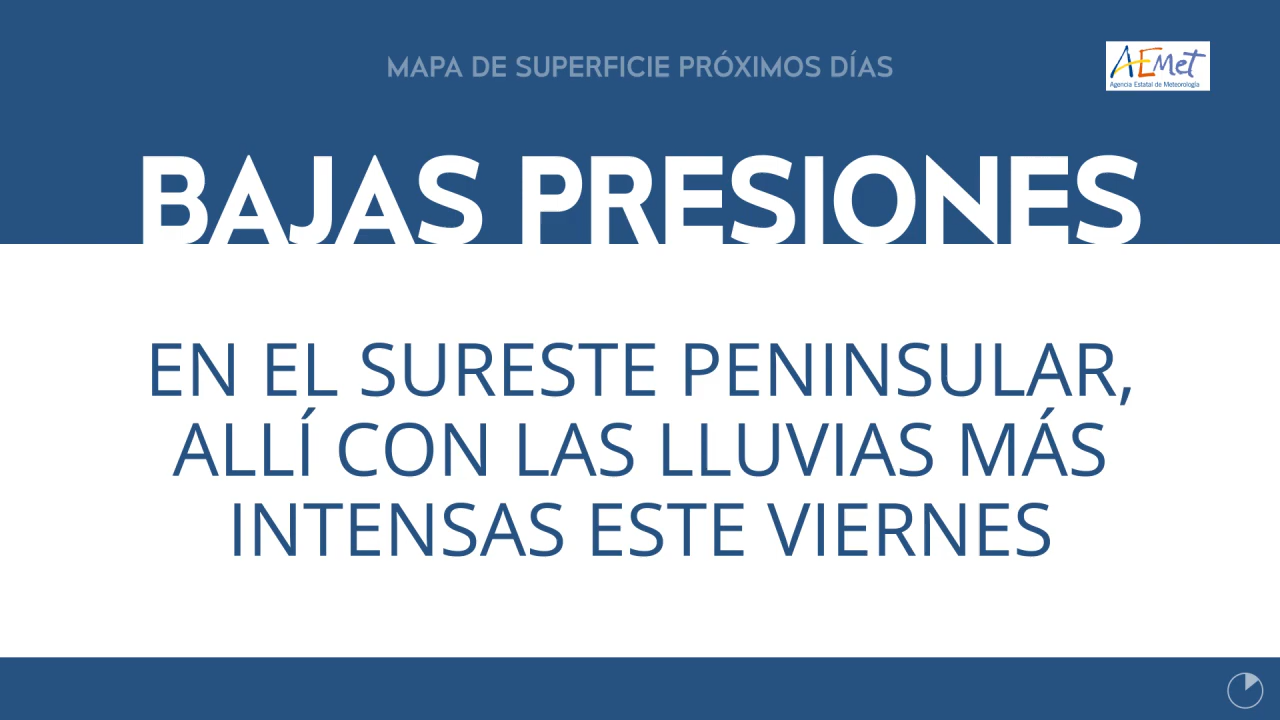 MAPA DE SUPERFICIE PRÓXIMOS DÍAS
AEMet
Agencia Estatal de Meteorología
BAJAS PRESIONES
EN EL SURESTE PENINSULAR,
ALLÍ CON LAS LLUVIAS MÁS
INTENSAS ESTE VIERNES